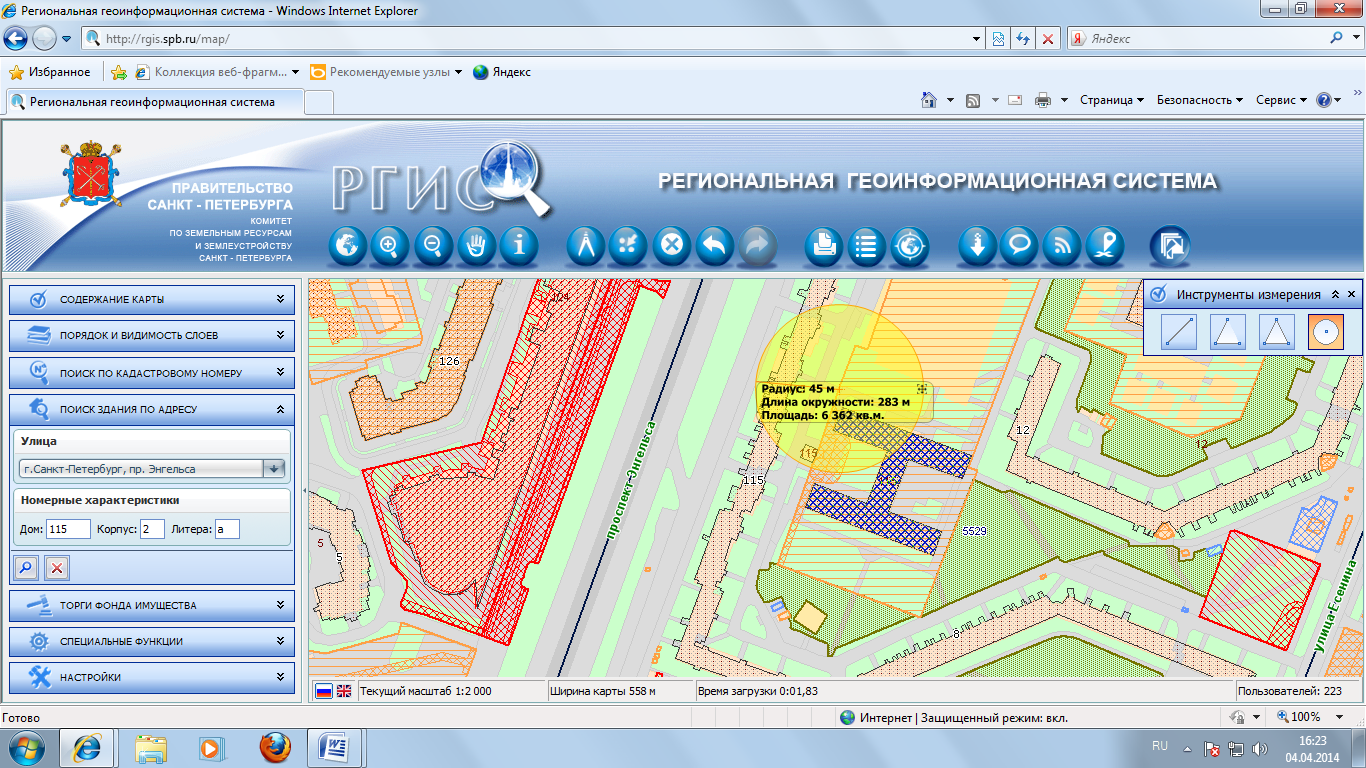 Региональная геоинформационная система - Windows Internet Explorer
http://rgis.spb.ru/map/
Яндекс
Избранное
Коллекция веб-фрагм...
Рекомендуемые узлы
Яндекс
Региональная геоинформационная система
Страница
Безопасность
Сервис
ПРАВИТЕЛЬСТВО
САНКТ - ПЕТЕРБУРГА
КОМИТЕТ
ПО ЗЕМЕЛЬНЫМ РЕСУРСАМ
И ЗЕМЛЕУСТРОЙСТВУ
САНКТ - ПЕТЕРБУРГА
РГИС
РЕГИОНАЛЬНАЯ ГЕОИНФОРМАЦИОННАЯ СИСТЕМА
СОДЕРЖАНИЕ КАРТЫ
ПОРЯДОК И ВИДИМОСТЬ СЛОЕВ
ПОИСК ПО КАДАСТРОВОМУ НОМЕРУ
ПОИСК ЗДАНИЯ ПО АДРЕСУ
Улица
г.Санкт-Петербург, пр. Энгельса
Номерные характеристики
Дом: 115 Корпус: 2 Литера: а
ТОРГИ ФОНДА ИМУЩЕСТВА
СПЕЦИАЛЬНЫЕ ФУНКЦИИ
НАСТРОЙКИ
Инструменты измерения
124
126
Радиус: 45 м
Длина окружности: 283 м
Площадь: 6 362 кв.м.
проспект Энгельса
115
115
12
12
5529
5
5
8
улица Есенина
Текущий масштаб 1:2 000
Ширина карты 558 м
Время загрузки 0:01,83
Пользователей: 223
Готово
Интернет | Защищенный режим: вкл.
100%
RU
16:23
04.04.2014